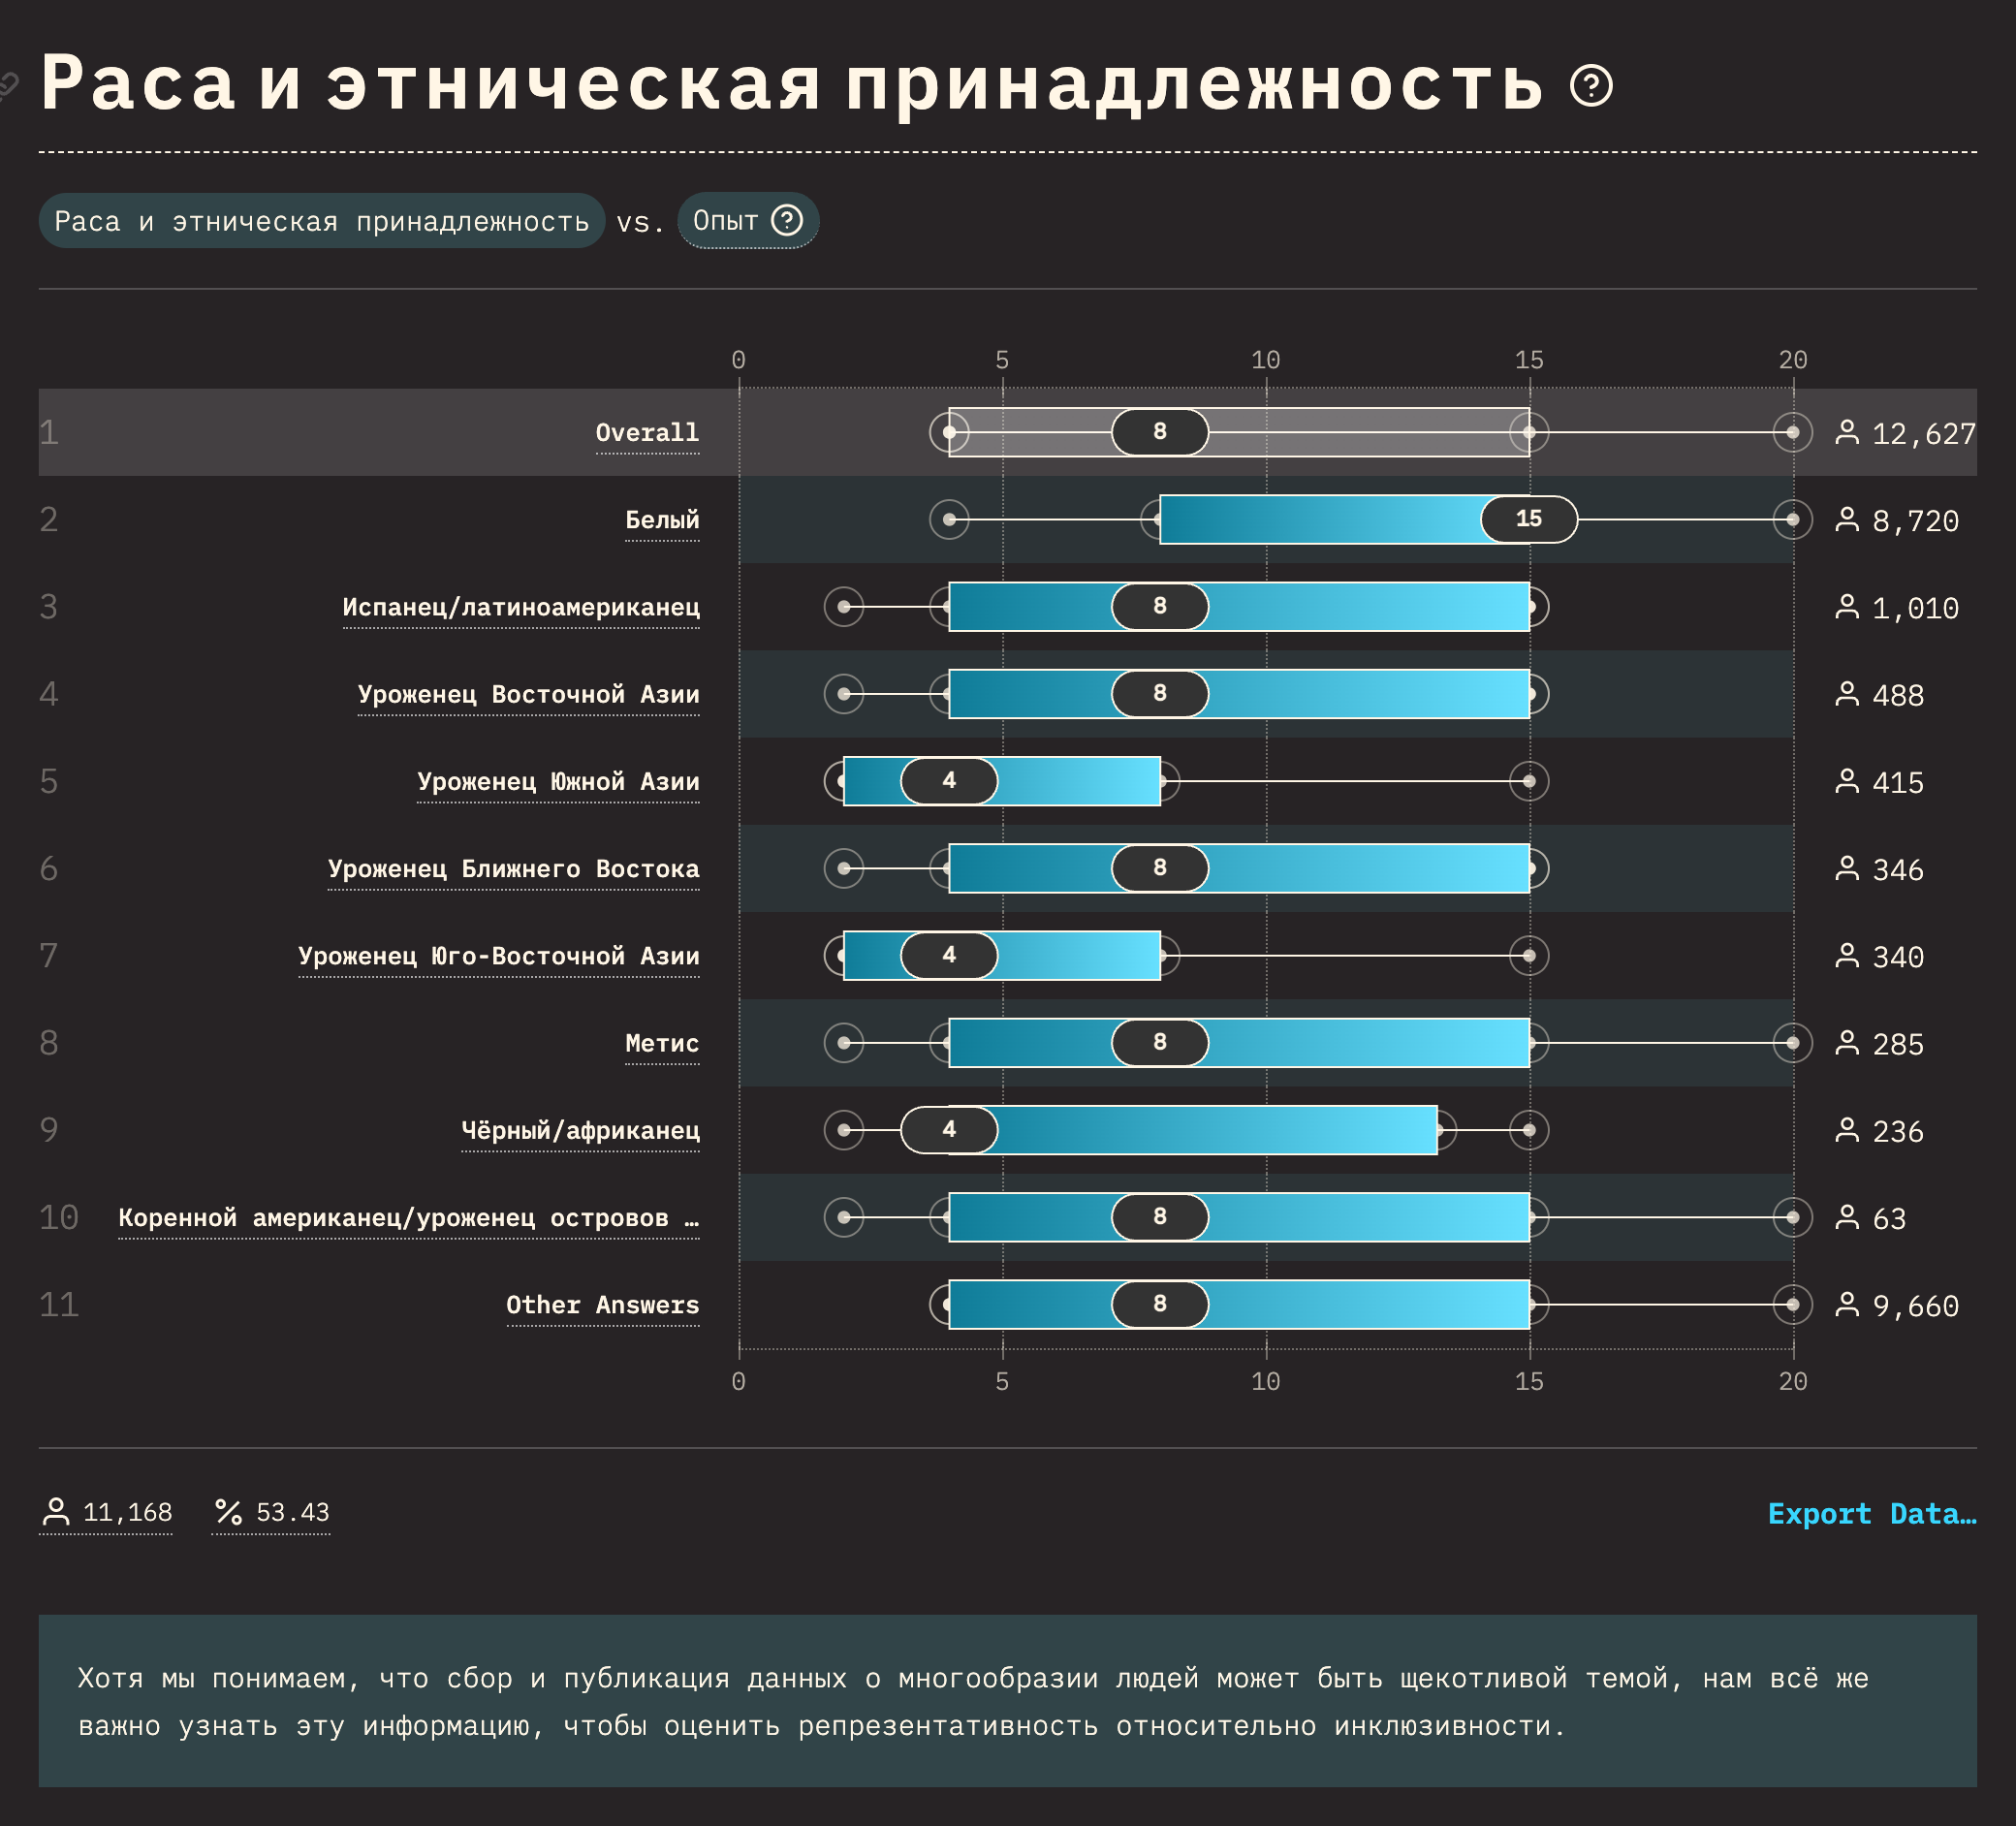 Раса и этническая принадлежность ?
Раса и этническая принадлежность vs. Опыт ?
0 5 10 15 20
1 Overall 8 12,627
2 Белый 15 8,720
3 Испанец/латиноамериканец 8 1,010
4 Уроженец Восточной Азии 8 488
5 Уроженец Южной Азии 4 415
6 Уроженец Ближнего Востока 8 346
7 Уроженец Юго-Восточной Азии 4 340
8 Метис 8 285
9 Чёрный/африканец 4 236
10 Коренной американец/уроженец островов … 8 63
11 Other Answers 8 9,660
0 5 10 15 20
11,168 % 53.43 Export Data…
Хотя мы понимаем, что сбор и публикация данных о многообразии людей может быть щекотливой темой, нам всё же
важно узнать эту информацию, чтобы оценить репрезентативность относительно инклюзивности.